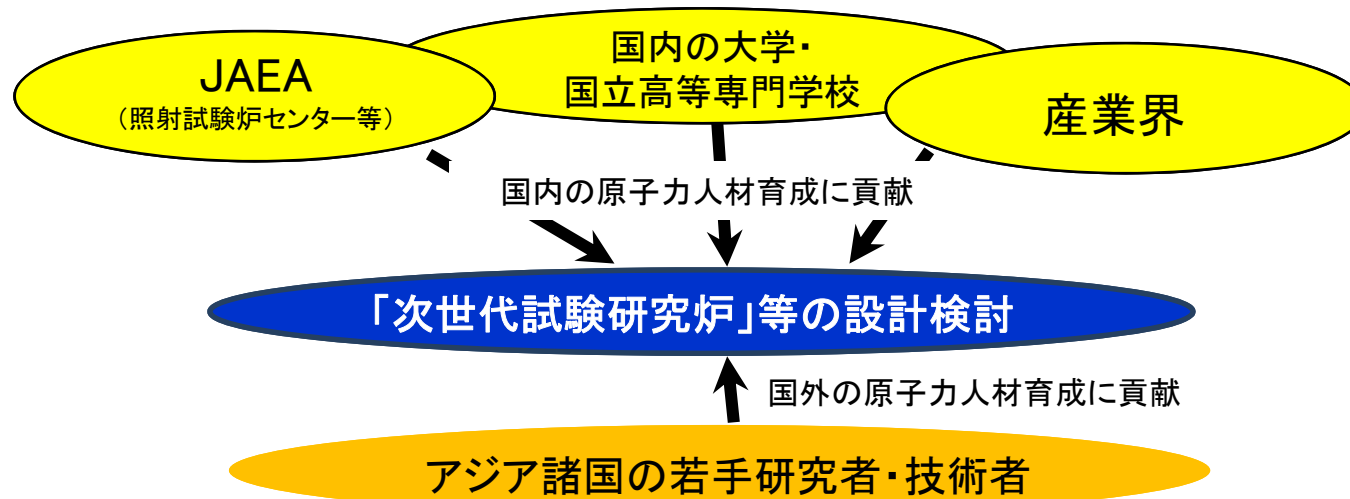 JAEA
(照射試験炉センター等)
国内の大学・
国立高等専門学校
産業界
国内の原子力人材育成に貢献
「次世代試験研究炉」等の設計検討
国外の原子力人材育成に貢献
アジア諸国の若手研究者・技術者